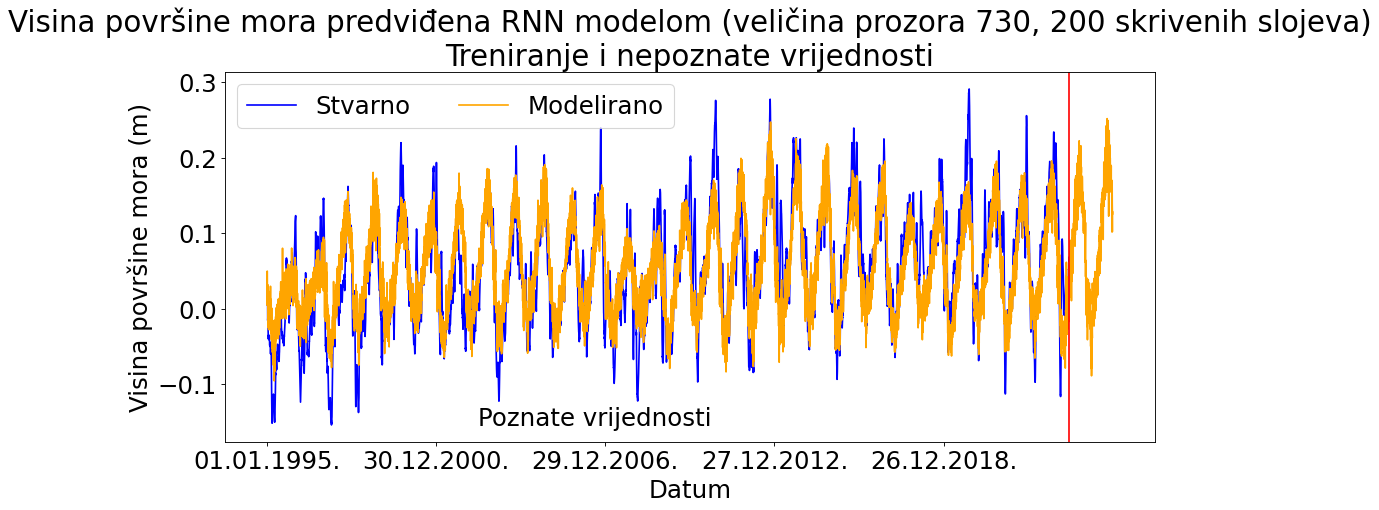 Visina površine mora predviđena RNN modelom (veličina prozora 730, 200 skrivenih slojeva)
Treniranje i nepoznate vrijednosti
Stvarno Modelirano
Visina površine mora (m)
0.3
0.2
0.1
0.0
−0.1
Poznate vrijednosti
01.01.1995. 30.12.2000. 29.12.2006. 27.12.2012. 26.12.2018.
Datum